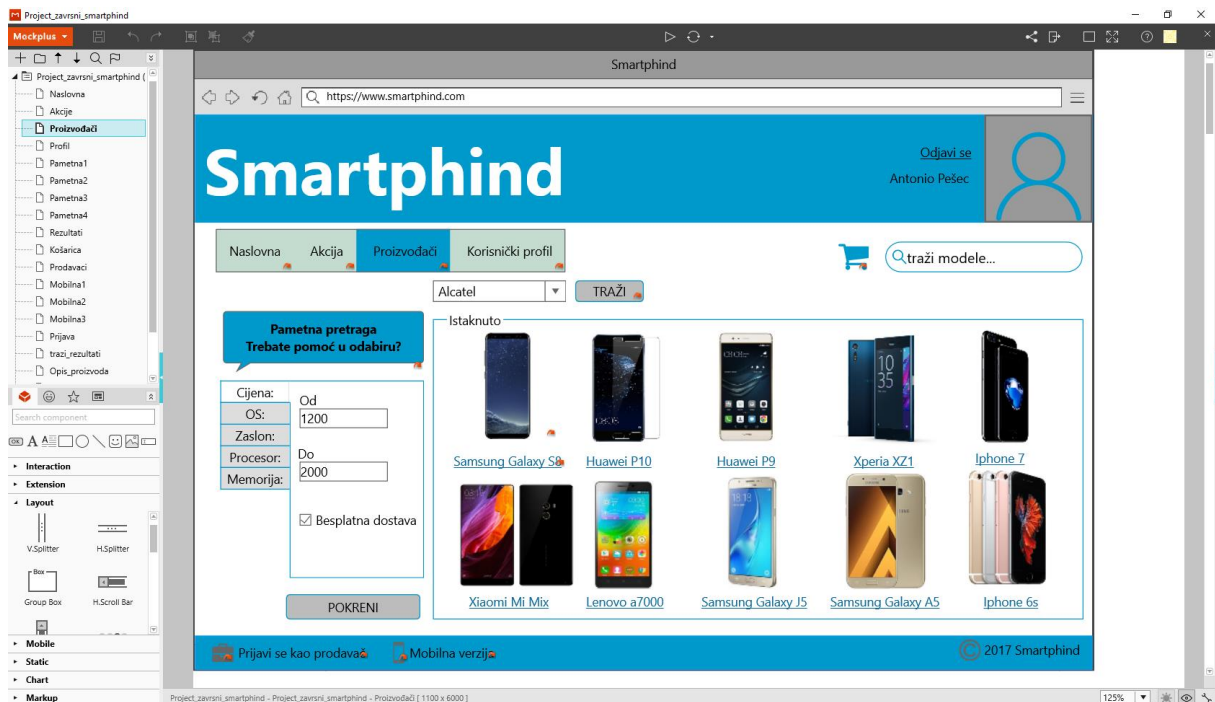 Project_zavrsni_smartphind
Mockplus
Project_zavrsni_smartphind (
Naslovna
Akcije
Proizvođači
Profil
Pametna1
Pametna2
Pametna3
Pametna4
Rezultati
Košarica
Prodavaci
Mobilna1
Mobilna2
Mobilna3
Prijava
trazi_rezultati
Opis_proizvoda
Search component
Interaction
Extension
Layout
V.Splitter H.Splitter
Box
Group Box H.Scroll Bar
Mobile
Static
Chart
Markup
Smartphind
https://www.smartphind.com
Smartphind
Odjavi se
Antonio Pešec
Naslovna Akcija Proizvođači Korisnički profil
traži modele...
Alcatel TRAŽI
Pametna pretraga
Trebate pomoć u odabiru?
Cijena:
OS:
Zaslon:
Procesor:
Memorija:
Od
1200
Do
2000
Besplatna dostava
POKRENI
Istaknuto
Samsung Galaxy S8 Huawei P10 Huawei P9 Xperia XZ1 Iphone 7
Xiaomi Mi Mix Lenovo a7000 Samsung Galaxy J5 Samsung Galaxy A5 Iphone 6s
Prijavi se kao prodavač Mobilna verzija
2017 Smartphind
Project_zavrsni_smartphind - Project_zavrsni_smartphind - Proizvođači [ 1100 x 6000 ]
125%